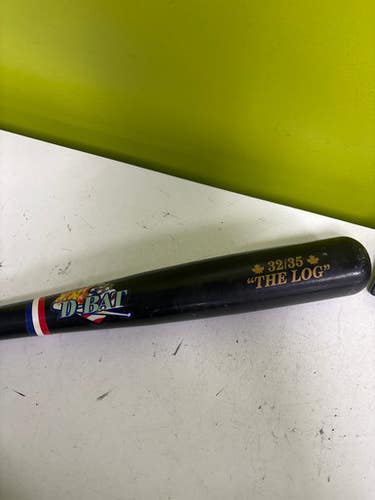 D-BAT
32/35
"THE LOG"